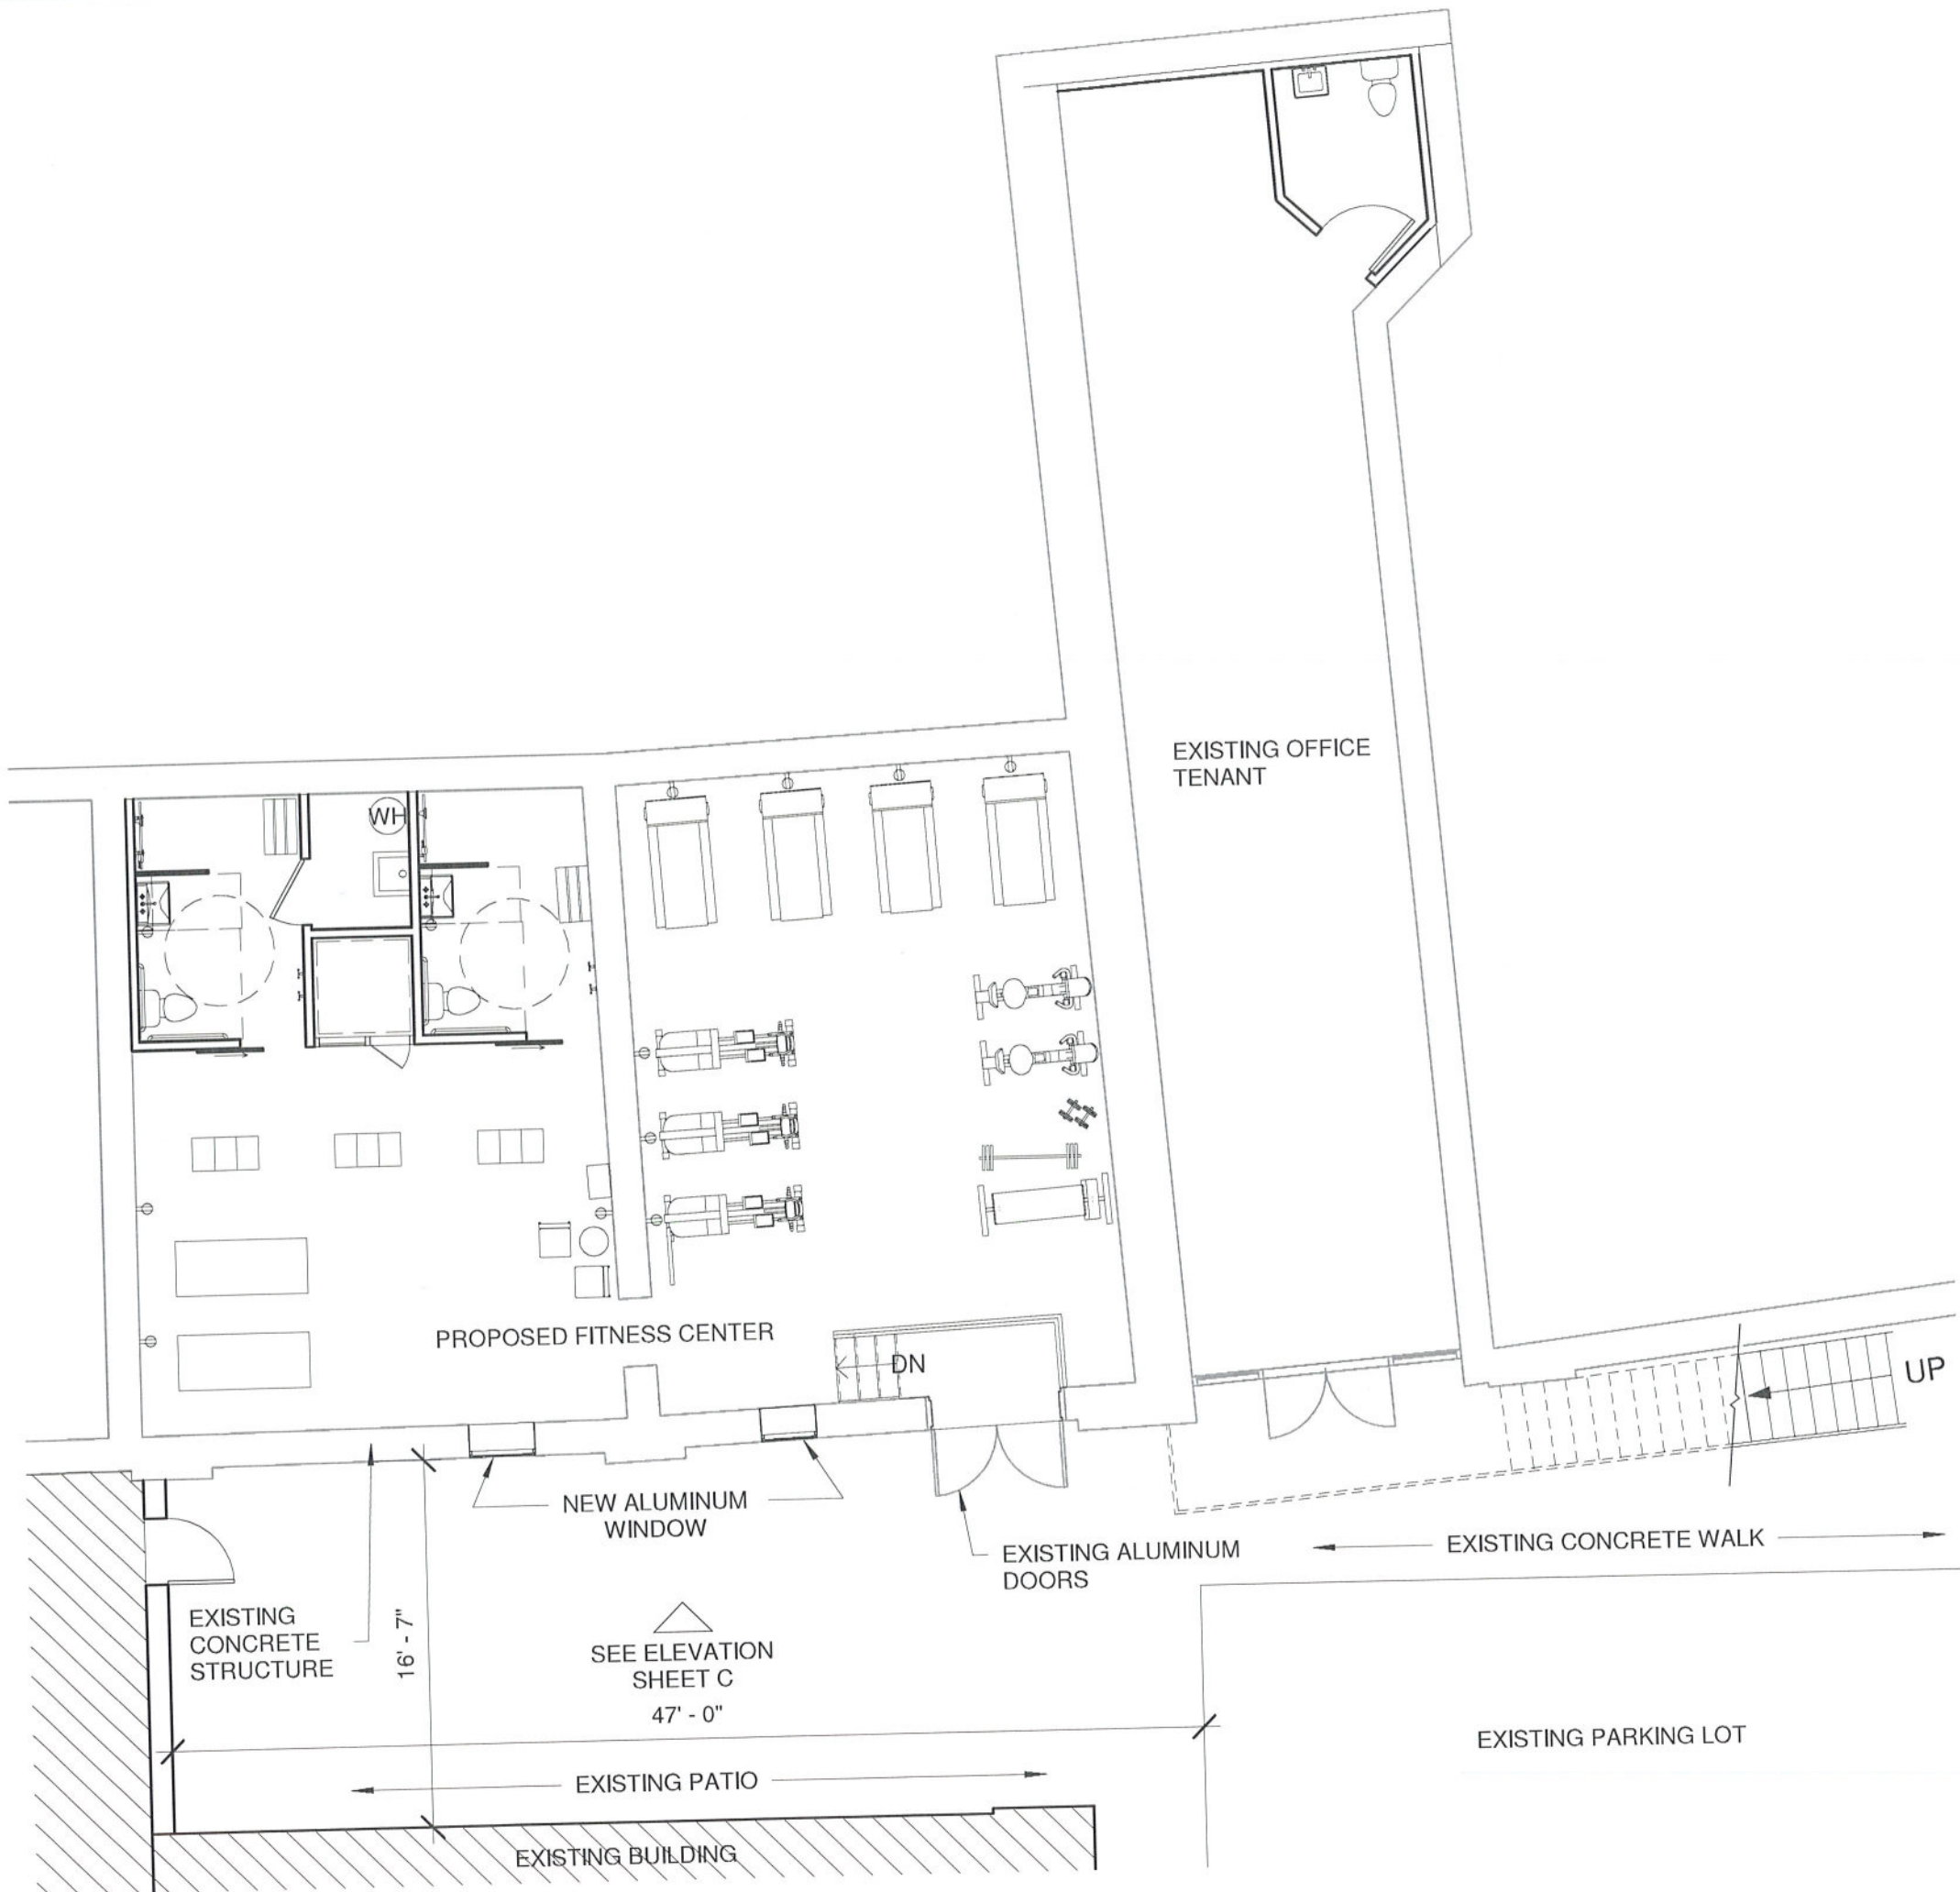 EXISTING OFFICE
TENANT
WH
PROPOSED FITNESS CENTER
DN
UP
NEW ALUMINUM
WINDOW
EXISTING ALUMINUM
DOORS
EXISTING CONCRETE WALK
EXISTING
CONCRETE
STRUCTURE
16' - 7"
SEE ELEVATION
SHEET C
47' - 0"
EXISTING PARKING LOT
EXISTING PATIO
EXISTING BUILDING